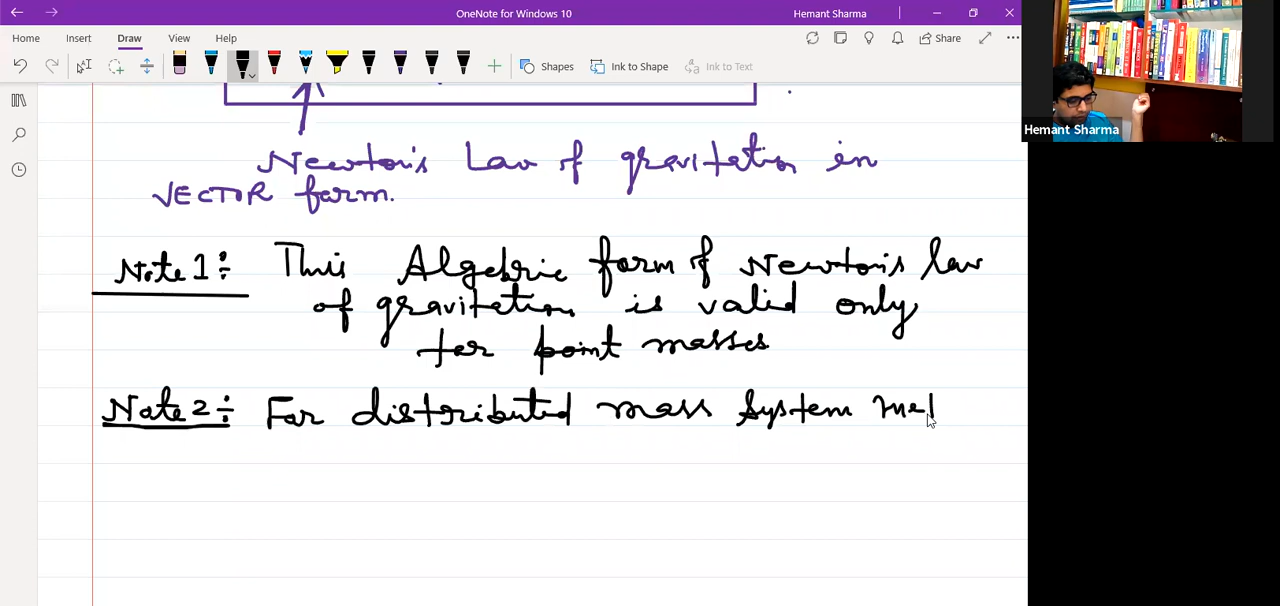 OneNote for Windows 10
Hemant Sharma
Home Insert Draw View Help
Share
Shapes Ink to Shape Ink to Text
Newton's Law of gravitation in
VECTOR form.
Note 1: This Algebric form of Newton's law
of gravitation is valid only
for point masses
Note 2: For distributed mass system
Hemant Sharma